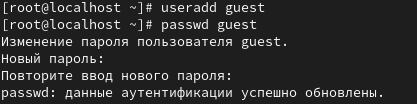 [root@localhost ~]# useradd guest
[root@localhost ~]# passwd guest
Изменение пароля пользователя guest.
Новый пароль:
Повторите ввод нового пароля:
passwd: данные аутентификации успешно обновлены.